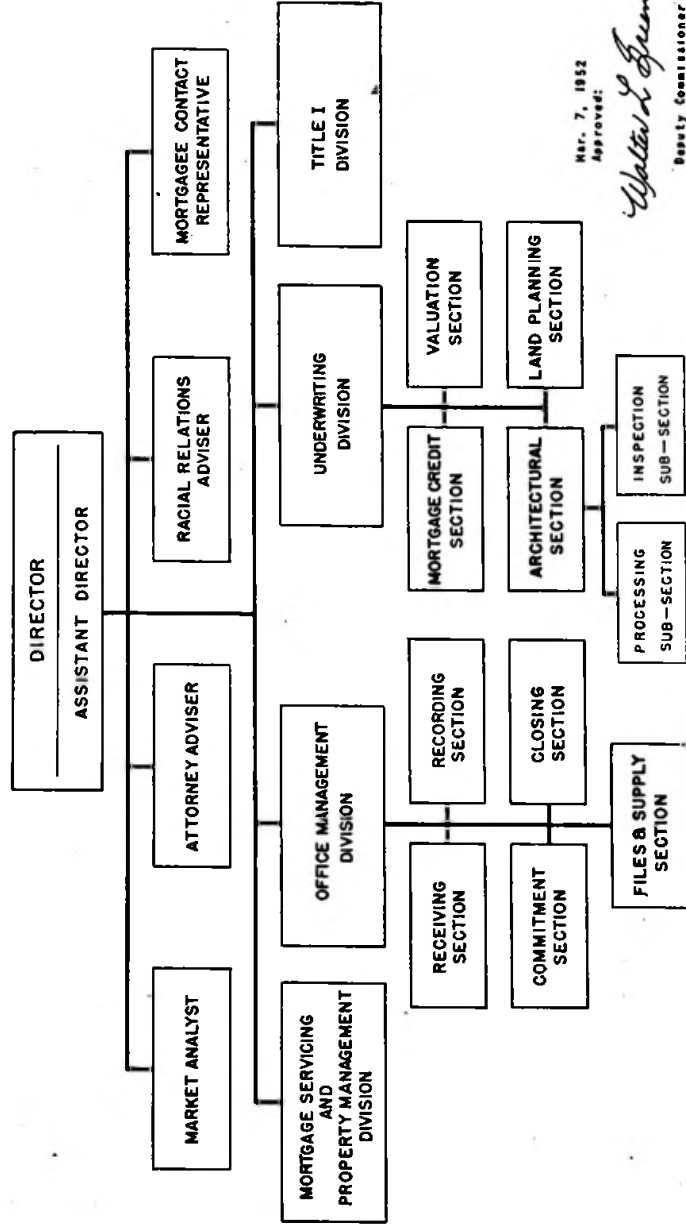 DIRECTOR
ASSISTANT DIRECTOR
MARKET ANALYST
ATTORNEY ADVISER
RACIAL RELATIONS
ADVISER
MORTGAGEE CONTACT
REPRESENTATIVE
MORTGAGE SERVICING
AND
PROPERTY MANAGEMENT
DIVISION
OFFICE MANAGEMENT
DIVISION
UNDERWRITING
DIVISION
TITLE I
DIVISION
RECEIVING
SECTION
RECORDING
SECTION
COMMITMENT
SECTION
CLOSING
SECTION
FILES & SUPPLY
SECTION
MORTGAGE CREDIT
SECTION
VALUATION
SECTION
ARCHITECTURAL
SECTION
LAND PLANNING
SECTION
PROCESSING
SUB-SECTION
INSPECTION
SUB-SECTION
Mar. 7, 1952
Approved:
Walter L
Deputy Commissioner